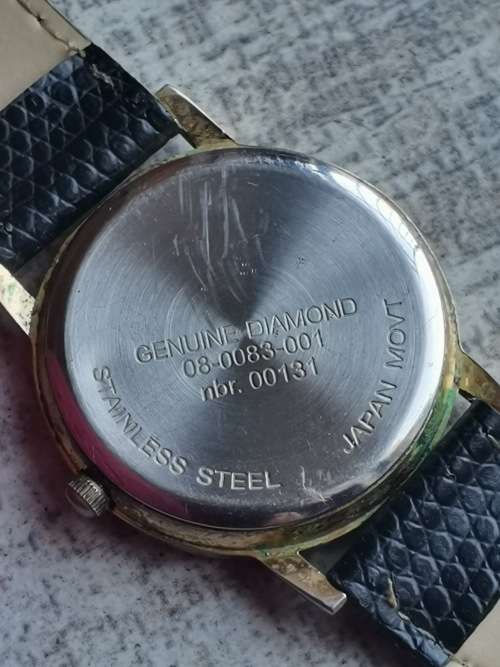 GENUINE DIAMOND
08-0083-001
nbr. 00131
STAINLESS STEEL
JAPAN MOVT